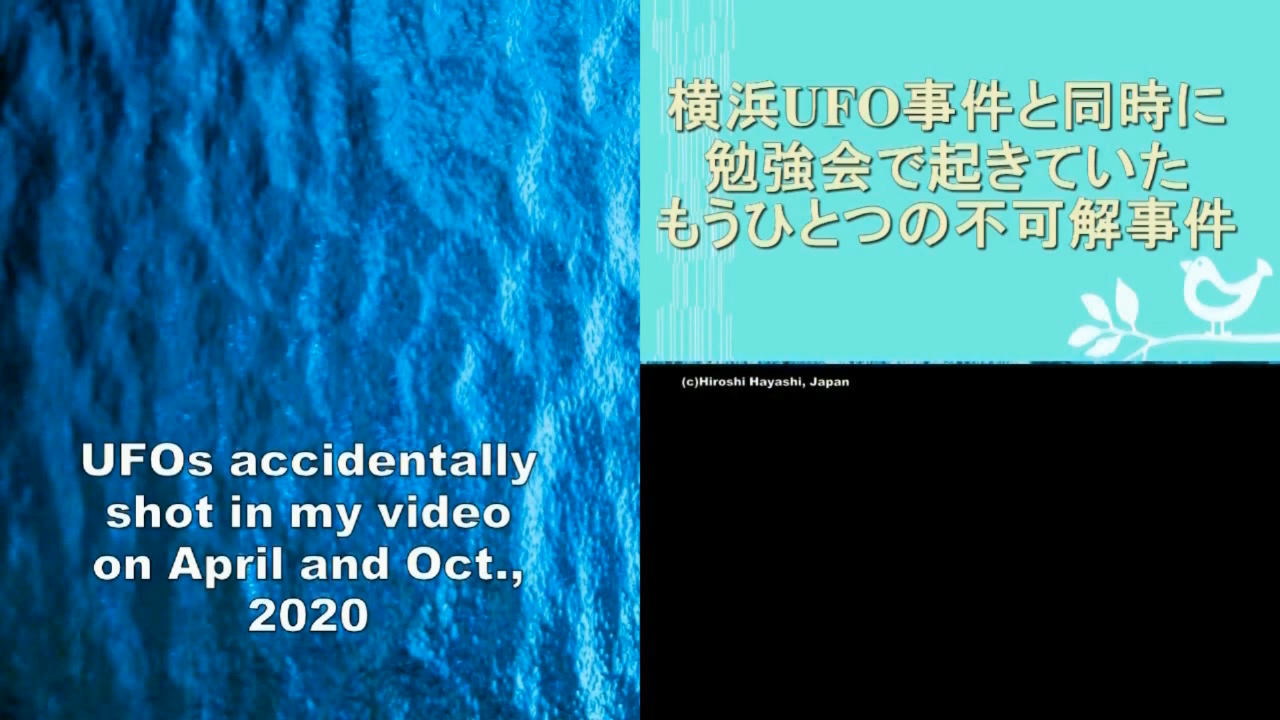 UFOs accidentally
shot in my video
on April and Oct.,
2020
横浜UFO事件と同時に
勉強会で起きていた
もうひとつの不可解事件
(c)Hiroshi Hayashi, Japan